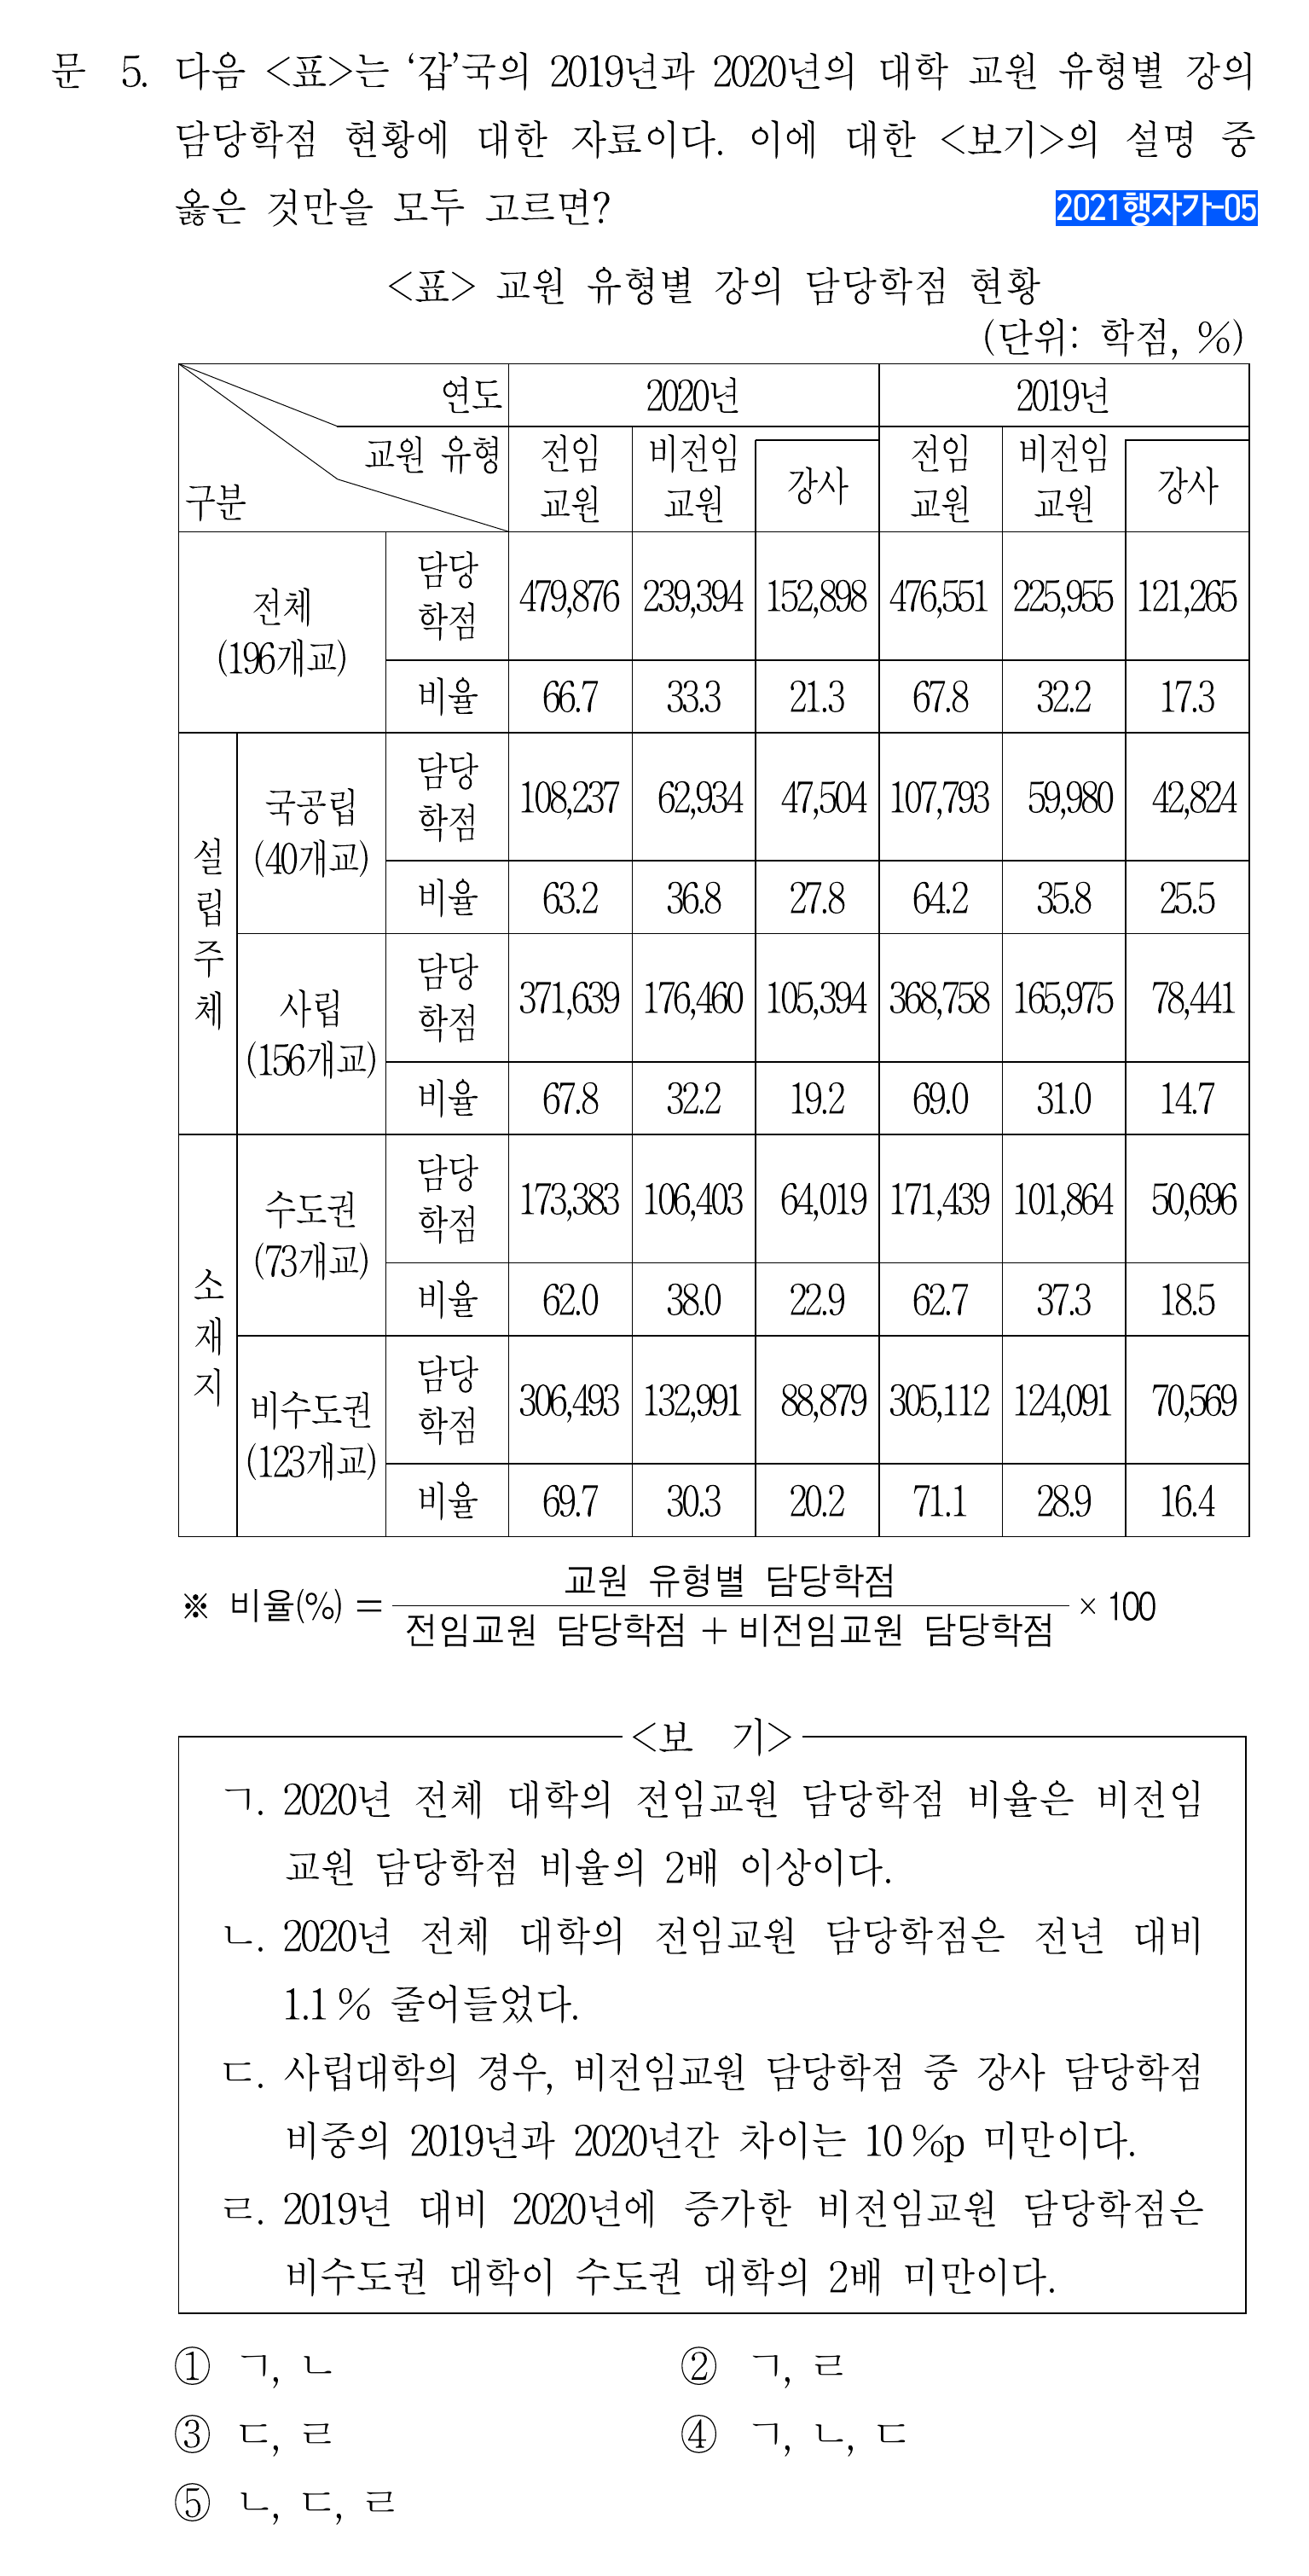 문 5. 다음 <표>는 ‘갑’국의 2019년과 2020년의 대학 교원 유형별 강의
담당학점 현황에 대한 자료이다. 이에 대한 <보기>의 설명 중
옳은 것만을 모두 고르면?
2021행자가-05
<표> 교원 유형별 강의 담당학점 현황
(단위: 학점, %)
연도 2020년 2019년
교원 유형
구분
전임 교원 비전임 교원 강사 전임 교원 비전임 교원 강사
전체 (196개교)
담당 학점 479,876 239,394 152,898 476,551 225,955 121,265
비율 66.7 33.3 21.3 67.8 32.2 17.3
설립주체
국공립 (40개교)
담당 학점 108,237 62,934 47,504 107,793 59,980 42,824
비율 63.2 36.8 27.8 64.2 35.8 25.5
사립 (156개교)
담당 학점 371,639 176,460 105,394 368,758 165,975 78,441
비율 67.8 32.2 19.2 69.0 31.0 14.7
소재지
수도권 (73개교)
담당 학점 173,383 106,403 64,019 171,439 101,864 50,696
비율 62.0 38.0 22.9 62.7 37.3 18.5
비수도권 (123개교)
담당 학점 306,493 132,991 88,879 305,112 124,091 70,569
비율 69.7 30.3 20.2 71.1 28.9 16.4
※ 비율(%) = 교원 유형별 담당학점 / 전임교원 담당학점 + 비전임교원 담당학점 × 100
<보 기>
ㄱ. 2020년 전체 대학의 전임교원 담당학점 비율은 비전임
교원 담당학점 비율의 2배 이상이다.
ㄴ. 2020년 전체 대학의 전임교원 담당학점은 전년 대비
1.1 % 줄어들었다.
ㄷ. 사립대학의 경우, 비전임교원 담당학점 중 강사 담당학점
비중의 2019년과 2020년간 차이는 10 %p 미만이다.
ㄹ. 2019년 대비 2020년에 증가한 비전임교원 담당학점은
비수도권 대학이 수도권 대학의 2배 미만이다.
① ㄱ, ㄴ ② ㄱ, ㄹ
③ ㄷ, ㄹ ④ ㄱ, ㄴ, ㄷ
⑤ ㄴ, ㄷ, ㄹ